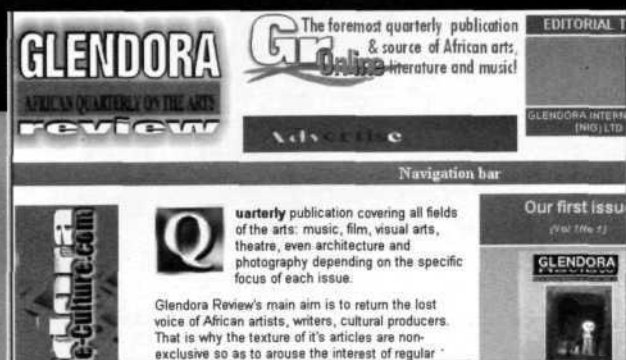 GLENDORA
AFRICAN QUARTERLY ON THE ARTS
review
Gr
Online
The foremost quarterly publication
& source of African arts,
literature and music!
Advertise
EDITORIAL T
GLENDORA INTERN
(NIG) LTD
Navigation bar
e-culture.com
Quarterly publication covering all fields
of the arts: music, film, visual arts,
theatre, even architecture and
photography depending on the specific
focus of each issue.
Glendora Review's main aim is to return the lost
voice of African artists, writers, cultural producers.
That is why the texture of it's articles are non-
exclusive so as to arouse the interest of regular
Our first issu
GLENDORA
Review